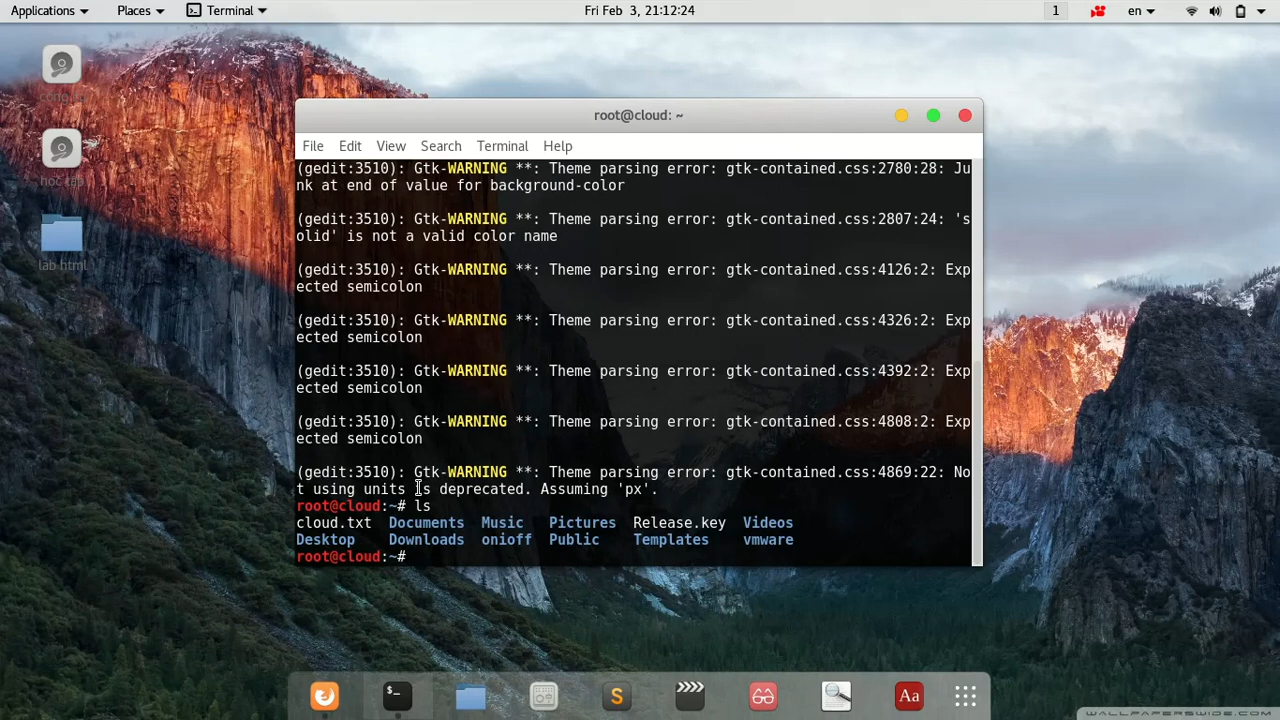 Applications Places Terminal Fri Feb 3, 21:12:24 1 en
root@cloud: ~
File Edit View Search Terminal Help
(gedit:3510): Gtk-WARNING **: Theme parsing error: gtk-contained.css:2780:28: Ju
nk at end of value for background-color
(gedit:3510): Gtk-WARNING **: Theme parsing error: gtk-contained.css:2807:24: 's
olid' is not a valid color name
(gedit:3510): Gtk-WARNING **: Theme parsing error: gtk-contained.css:4126:2: Exp
ected semicolon
(gedit:3510): Gtk-WARNING **: Theme parsing error: gtk-contained.css:4326:2: Exp
ected semicolon
(gedit:3510): Gtk-WARNING **: Theme parsing error: gtk-contained.css:4392:2: Exp
ected semicolon
(gedit:3510): Gtk-WARNING **: Theme parsing error: gtk-contained.css:4808:2: Exp
ected semicolon
(gedit:3510): Gtk-WARNING **: Theme parsing error: gtk-contained.css:4869:22: No
t using units is deprecated. Assuming 'px'.
root@cloud:~# ls
cloud.txt Documents Music Pictures Release.key Videos
Desktop Downloads onioff Public Templates vmware
root@cloud:~#
lab html
$_
S
Aa
WALLPAPERSWIDE.COM